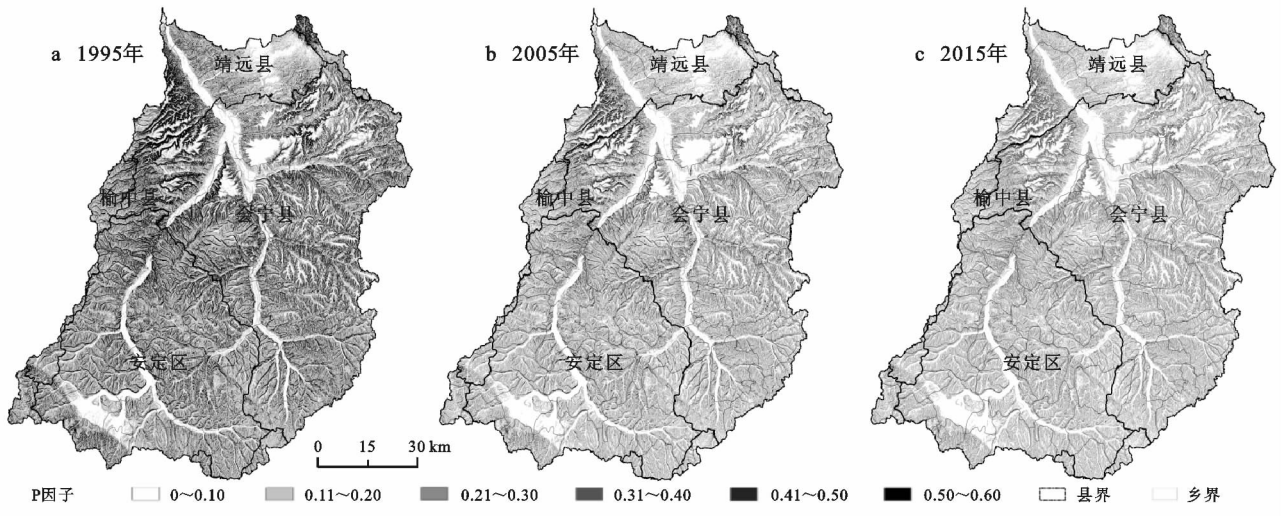 a 1995年
b 2005年
c 2015年
靖远县
靖远县
靖远县
榆中县
会宁县
榆中县
会宁县
榆中县
会宁县
安定区
安定区
安定区
0 15 30 km
P因子 0～0.10 0.11～0.20 0.21～0.30 0.31～0.40 0.41～0.50 0.50～0.60 县界 乡界